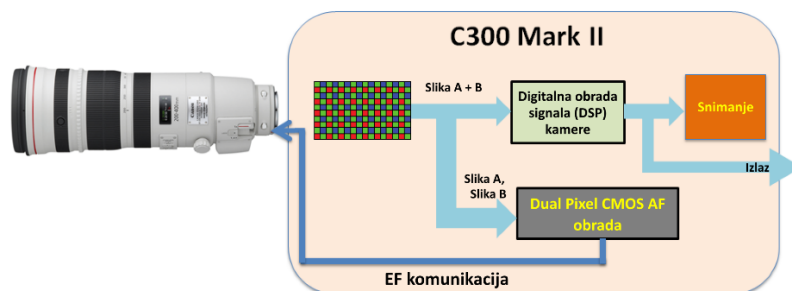 C300 Mark II
Slika A + B
Digitalna obrada
signala (DSP)
kamere
Snimanje
Izlaz
Slika A,
Slika B
Dual Pixel CMOS AF
obrada
EF komunikacija